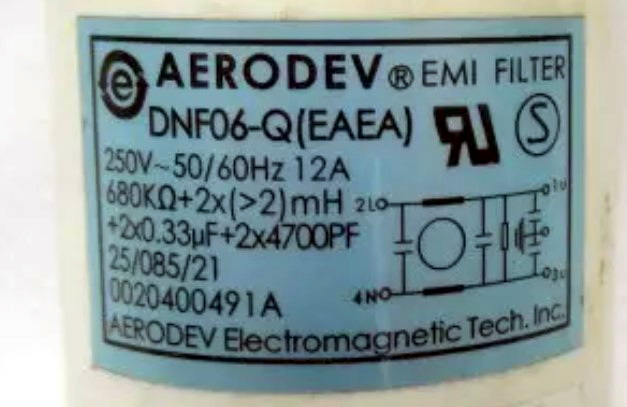 e AERODEV® EMI FILTER
DNF06-Q(EAEA) RU S
250V~50/60Hz 12A
680KΩ+2x(>2)mH 2L 1L'
+2x0.33µF+2x4700PF
25/085/21 4N
0020400491A
AERODEV Electromagnetic Tech. Inc.